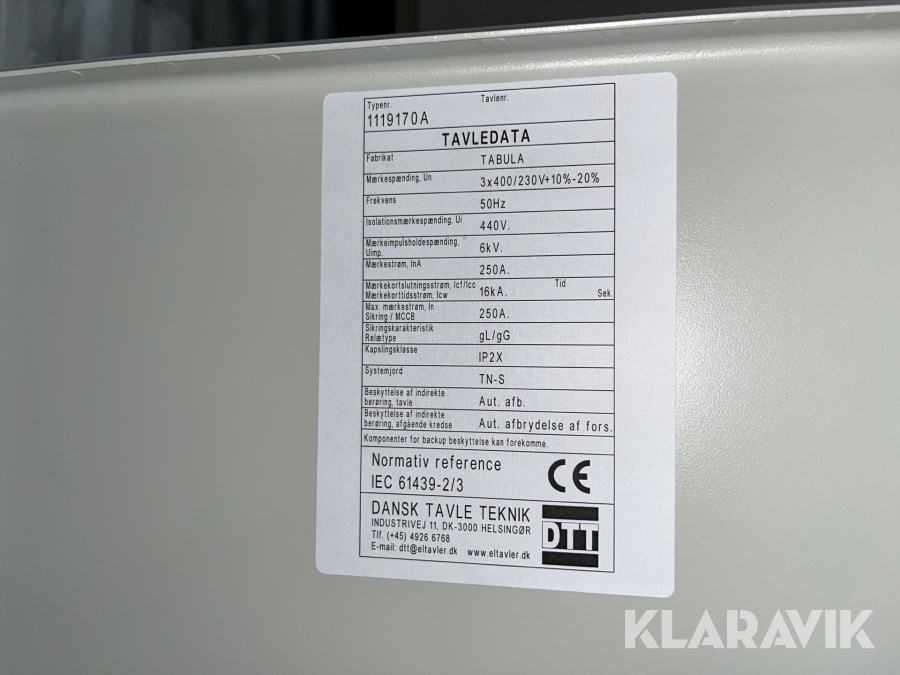 Typenr. Tavlenr.
1119170A
TAVLEDATA
Fabrikat TABULA
Mærkespænding, Un 3x400/230V+10%-20%
Frekvens 50Hz
Isolationsmærkespænding, Ui 440V.
Mærkeimpulsholdespænding,
Uimp. 6kV.
Mærkestrøm, InA 250A.
Mærkekortslutningsstrøm, Icf/Icc 16kA. Tid
Mærkekorttidsstrøm, Icw Sek.
Max. mærkestrøm, In 250A.
Sikring / MCCB
Sikringskarakteristik gL/gG
Relætype
Kapslingsklasse IP2X
Systemjord TN-S
Beskyttelse af indirekte
berøring, tavle Aut. afb.
Beskyttelse af indirekte
berøring, afgående kredse Aut. afbrydelse af fors.
Komponenter for backup beskyttelse kan forekomme.
Normativ reference CE
IEC 61439-2/3
DANSK TAVLE TEKNIK
INDUSTRIVEJ 11, DK-3000 HELSINGØR
Tlf. (+45) 4926 6768 DTT
E-mail: dtt@eltavler.dk www.eltavler.dk
KLARAVIK